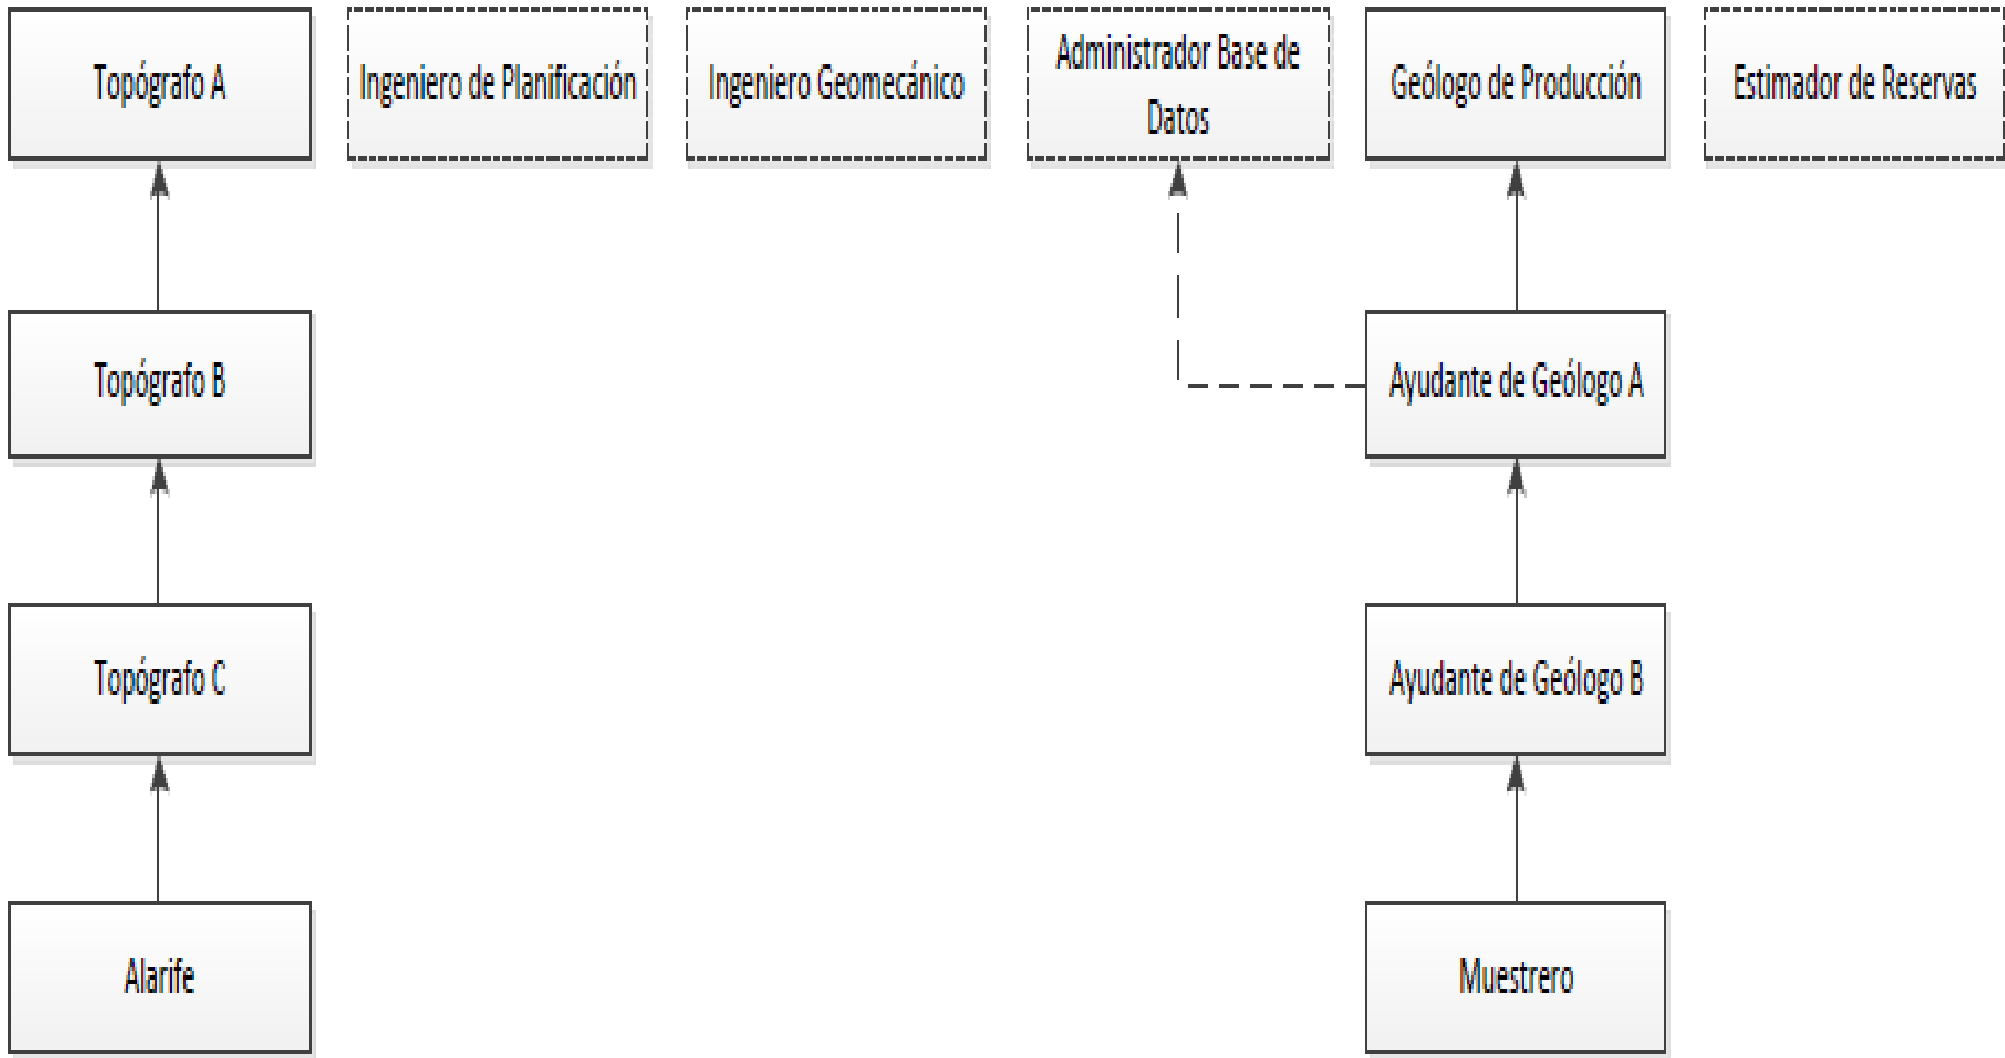 Topógrafo A
Ingeniero de Planificación
Ingeniero Geomecánico
Administrador Base de
Datos
Geólogo de Producción
Estimador de Reservas
Topógrafo B
Ayudante de Geólogo A
Topógrafo C
Ayudante de Geólogo B
Alarife
Muestrero